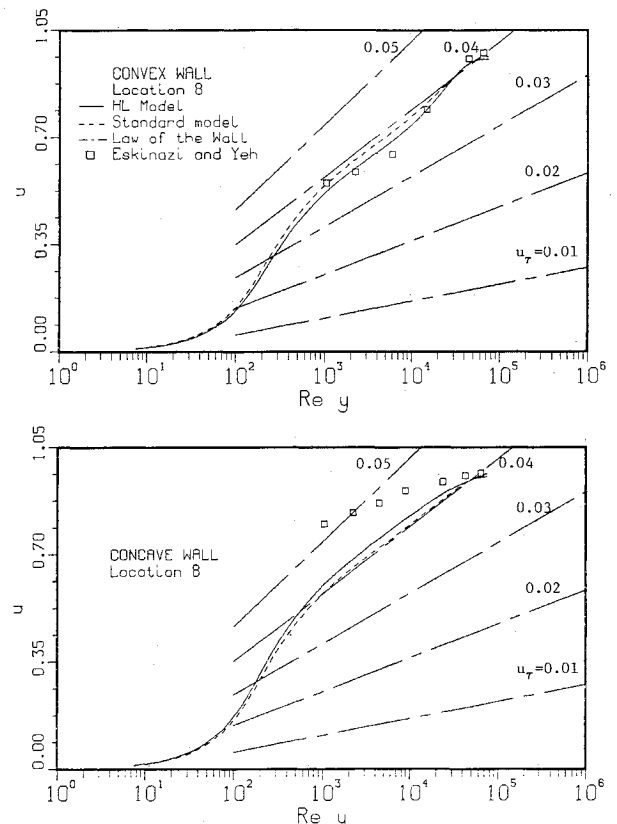 1.05
0.70
0.35
0.00
u
CONVEX WALL
Location 8
HL Model
Standard model
Law of the Wall
Eskinazi and Yeh
0.05
0.04
0.03
0.02
u_τ=0.01
10^0 10^1 10^2 10^3 10^4 10^5 10^6
Re y
1.05
0.70
0.35
0.00
u
CONCAVE WALL
Location 8
0.05
0.04
0.03
0.02
u_τ=0.01
10^0 10^1 10^2 10^3 10^4 10^5 10^6
Re y